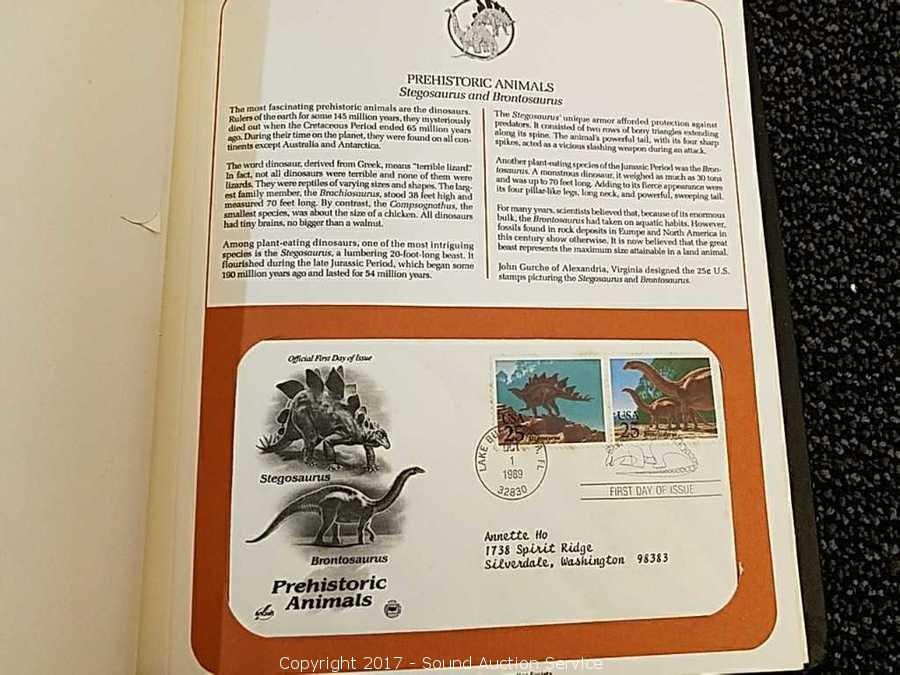 PREHISTORIC ANIMALS
Stegosaurus and Brontosaurus
The most fascinating prehistoric animals are the dinosaurs.
Rulers of the earth for some 145 million years, they mysteriously
died out when the Cretaceous Period ended 65 million years
ago. During their time on the planet, they were found on all con-
tinents except Australia and Antarctica.
The word dinosaur, derived from Greek, means "terrible lizard."
In fact, not all dinosaurs were terrible and none of them were
lizards. They were reptiles of varying sizes and shapes. The larg-
est family member, the Brachiosaurus, stood 38 feet high and
measured 70 feet long. By contrast, the Compsognathus, the
smallest species, was about the size of a chicken. All dinosaurs
had tiny brains, no bigger than a walnut.
Among plant-eating dinosaurs, one of the most intriguing
species is the Stegosaurus, a lumbering 20-foot-long beast. It
flourished during the late Jurassic Period, which began some
190 million years ago and lasted for 54 million years.
The Stegosaurus' unique armor afforded protection against
predators. It consisted of two rows of bony triangles extending
along its spine. The animal's powerful tail, with its four sharp
spikes, acted as a vicious slashing weapon during an attack.
Another plant-eating species of the Jurassic Period was the Bron-
tosaurus. A monstrous dinosaur, it weighed as much as 30 tons
and was up to 70 feet long. Adding to its fierce appearance were
its four pillar-like legs, long neck, and powerful, sweeping tail.
For many years, scientists believed that, because of its enormous
bulk, the Brontosaurus had taken on aquatic habits. However,
fossils found in rock deposits in Europe and North America in
this century show otherwise. It is now believed that the great
beast represents the maximum size attainable in a land animal.
John Gurche of Alexandria, Virginia designed the 25¢ U.S.
stamps picturing the Stegosaurus and Brontosaurus.
Official First Day of Issue
Stegosaurus
Brontosaurus
Prehistoric
Animals
USA
25
USA
25
LAKE FL
OCT
1
1989
32830
FIRST DAY OF ISSUE
Annette Ho
1738 Spirit Ridge
Silverdale, Washington 98383
Copyright 2017 - Sound Auction Service